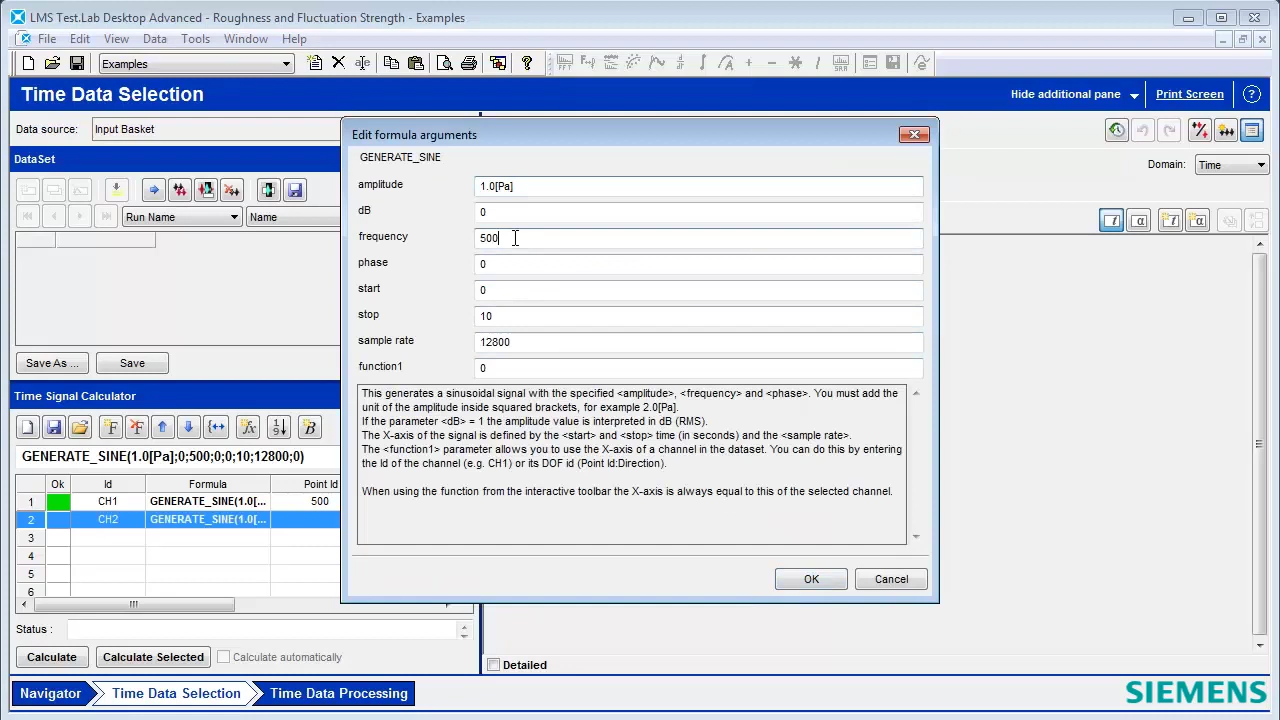 LMS Test.Lab Desktop Advanced - Roughness and Fluctuation Strength - Examples
File Edit View Data Tools Window Help
Examples
Time Data Selection
Hide additional pane
Print Screen
Data source:
Input Basket
DataSet
Run Name
Name
Domain:
Time
Save As ...
Save
Time Signal Calculator
GENERATE_SINE(1.0[Pa];0;500;0;0;10;12800;0)
Ok Id Formula Point Id
1 CH1 GENERATE_SINE(1.0[... 500
2 CH2 GENERATE_SINE(1.0[...
3
4
5
6
Status :
Calculate
Calculate Selected
Calculate automatically
Edit formula arguments
GENERATE_SINE
amplitude 1.0[Pa]
dB 0
frequency 500
phase 0
start 0
stop 10
sample rate 12800
function1 0
This generates a sinusoidal signal with the specified <amplitude>, <frequency> and <phase>. You must add the
unit of the amplitude inside squared brackets, for example 2.0[Pa].
If the parameter <dB> = 1 the amplitude value is interpreted in dB (RMS).
The X-axis of the signal is defined by the <start> and <stop> time (in seconds) and the <sample rate>.
The <function1> parameter allows you to use the X-axis of a channel in the dataset. You can do this by entering
the Id of the channel (e.g. CH1) or its DOF id (Point Id:Direction).
When using the function from the interactive toolbar the X-axis is always equal to this of the selected channel.
OK
Cancel
Detailed
Navigator
Time Data Selection
Time Data Processing
SIEMENS